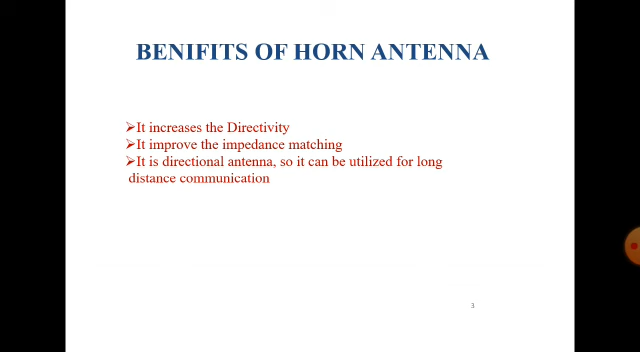 BENIFITS OF HORN ANTENNA
➢It increases the Directivity
➢It improve the impedance matching
➢It is directional antenna, so it can be utilized for long
distance communication
3